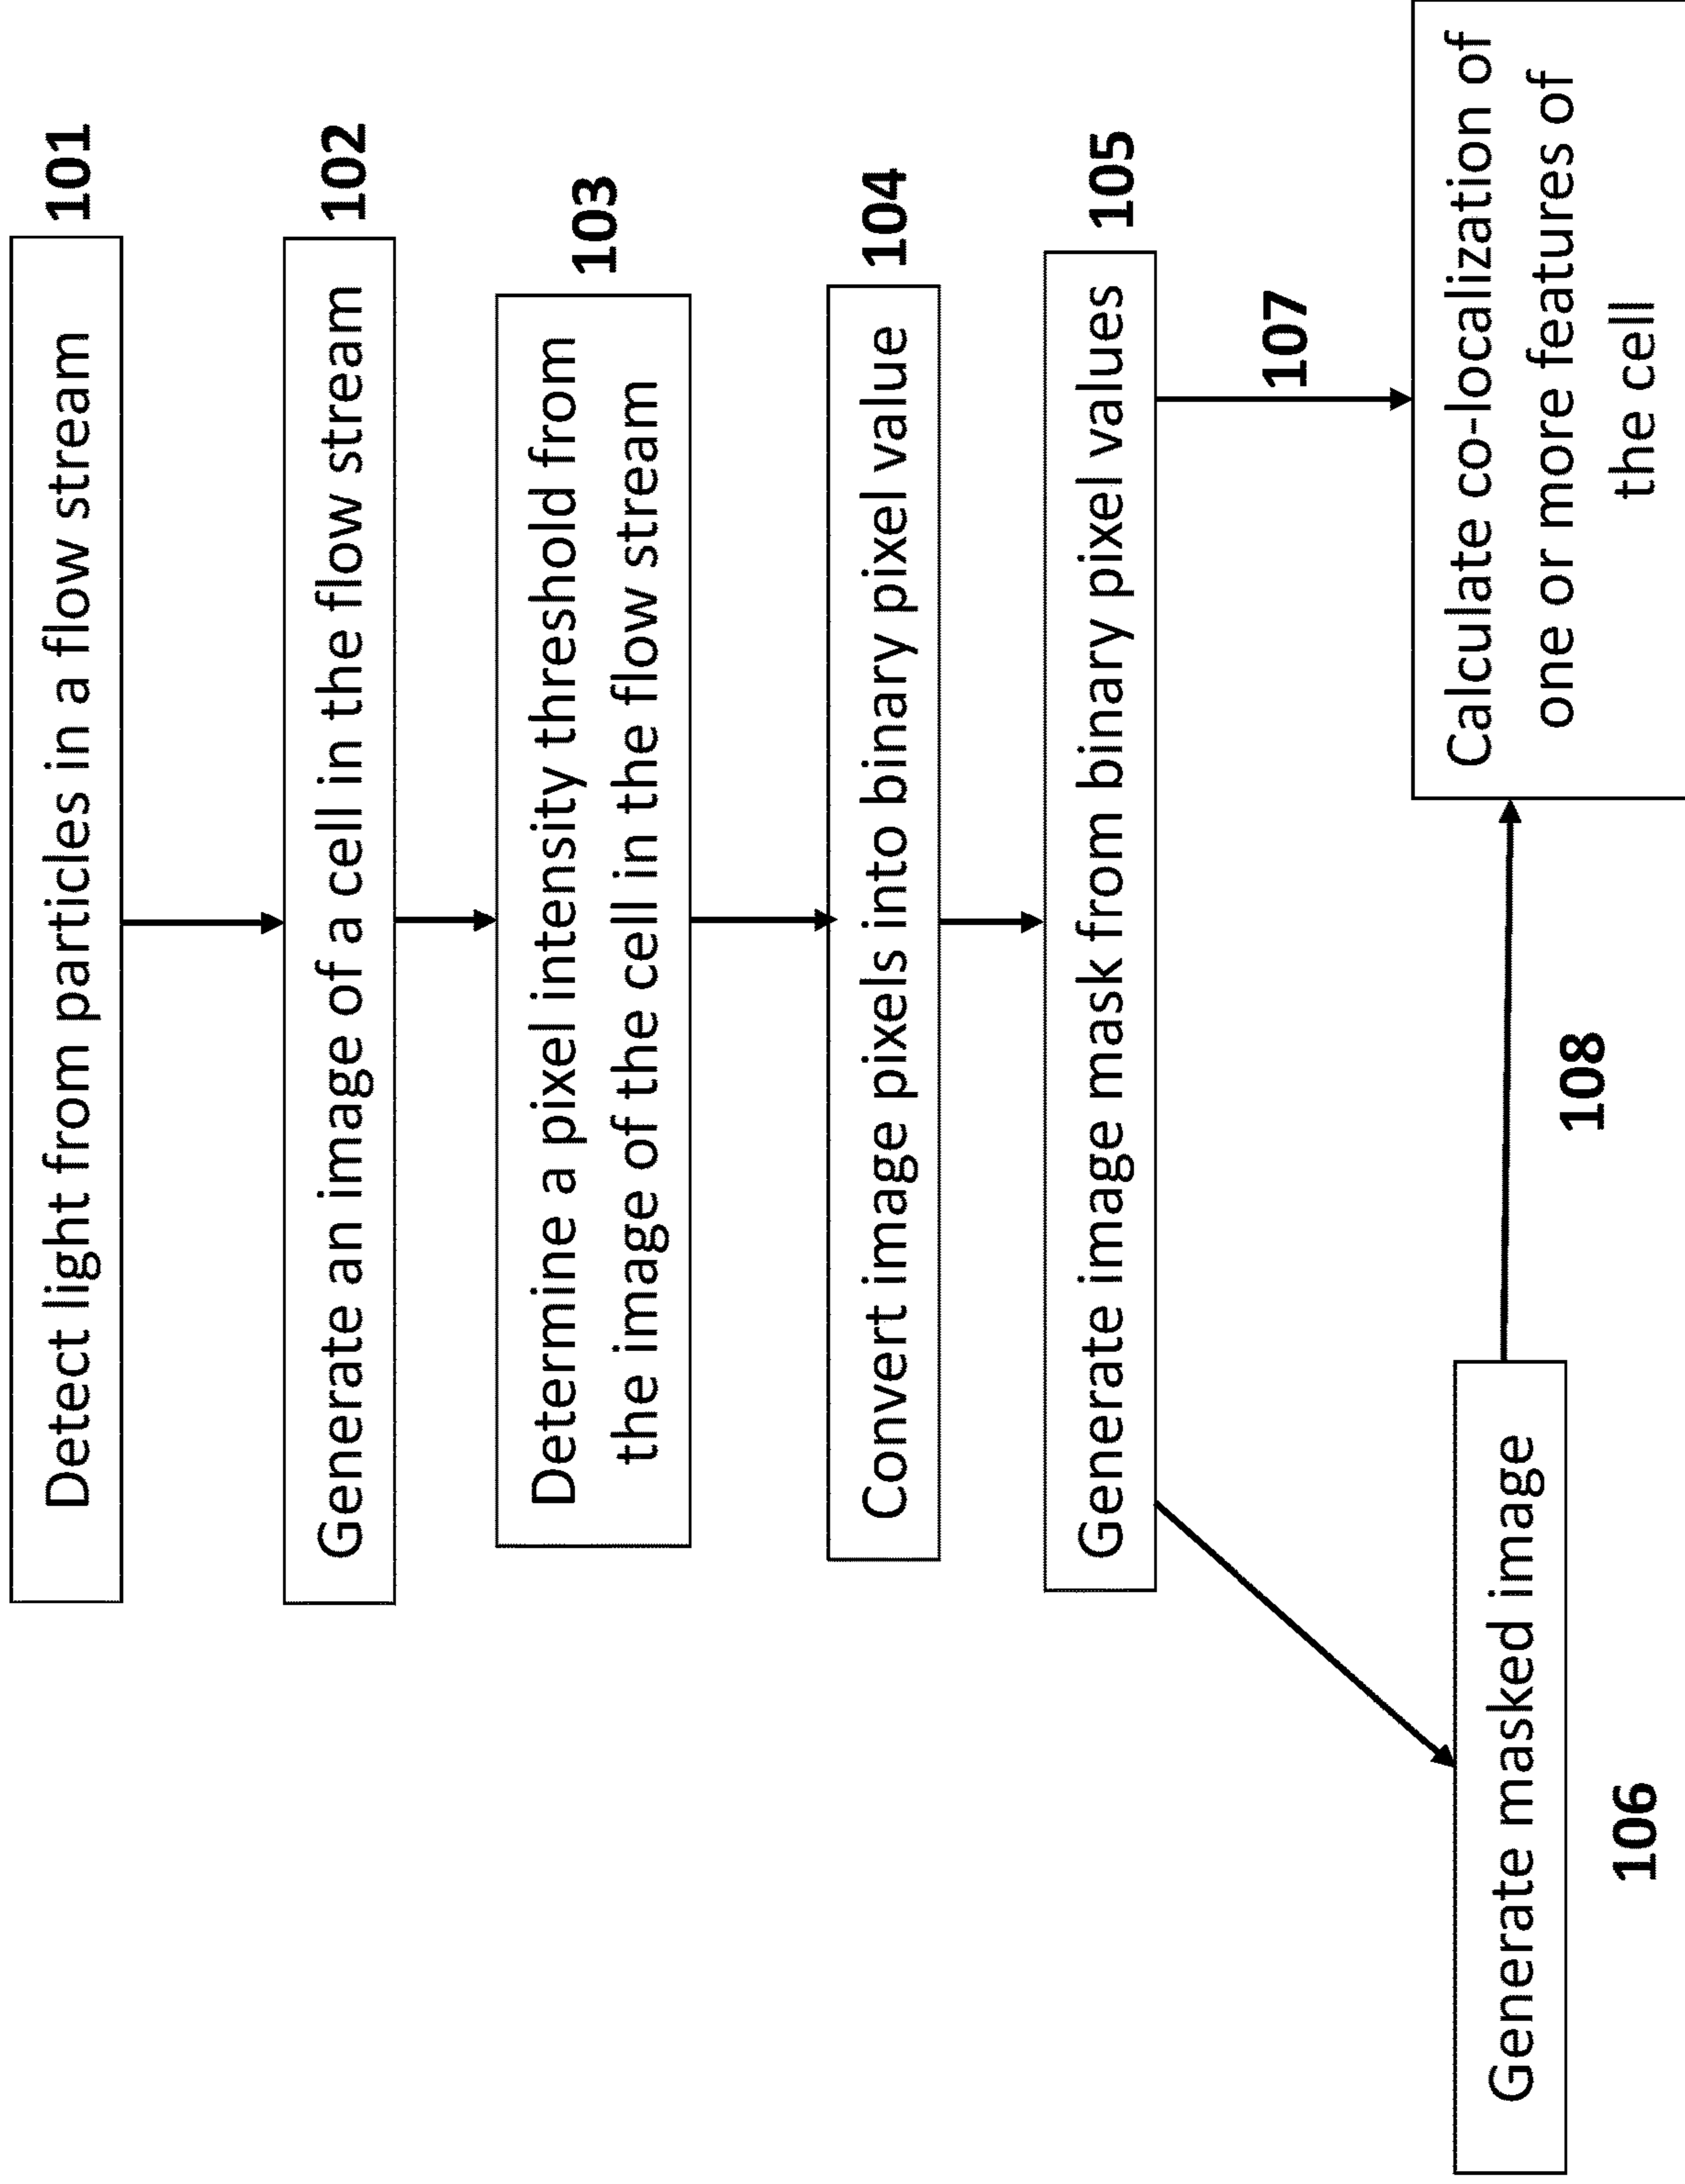 Detect light from particles in a flow stream
101
Generate an image of a cell in the flow stream
102
Determine a pixel intensity threshold from
the image of the cell in the flow stream
103
Convert image pixels into binary pixel value
104
Generate image mask from binary pixel values
105
107
Generate masked image
106
108
Calculate co-localization of
one or more features of
the cell